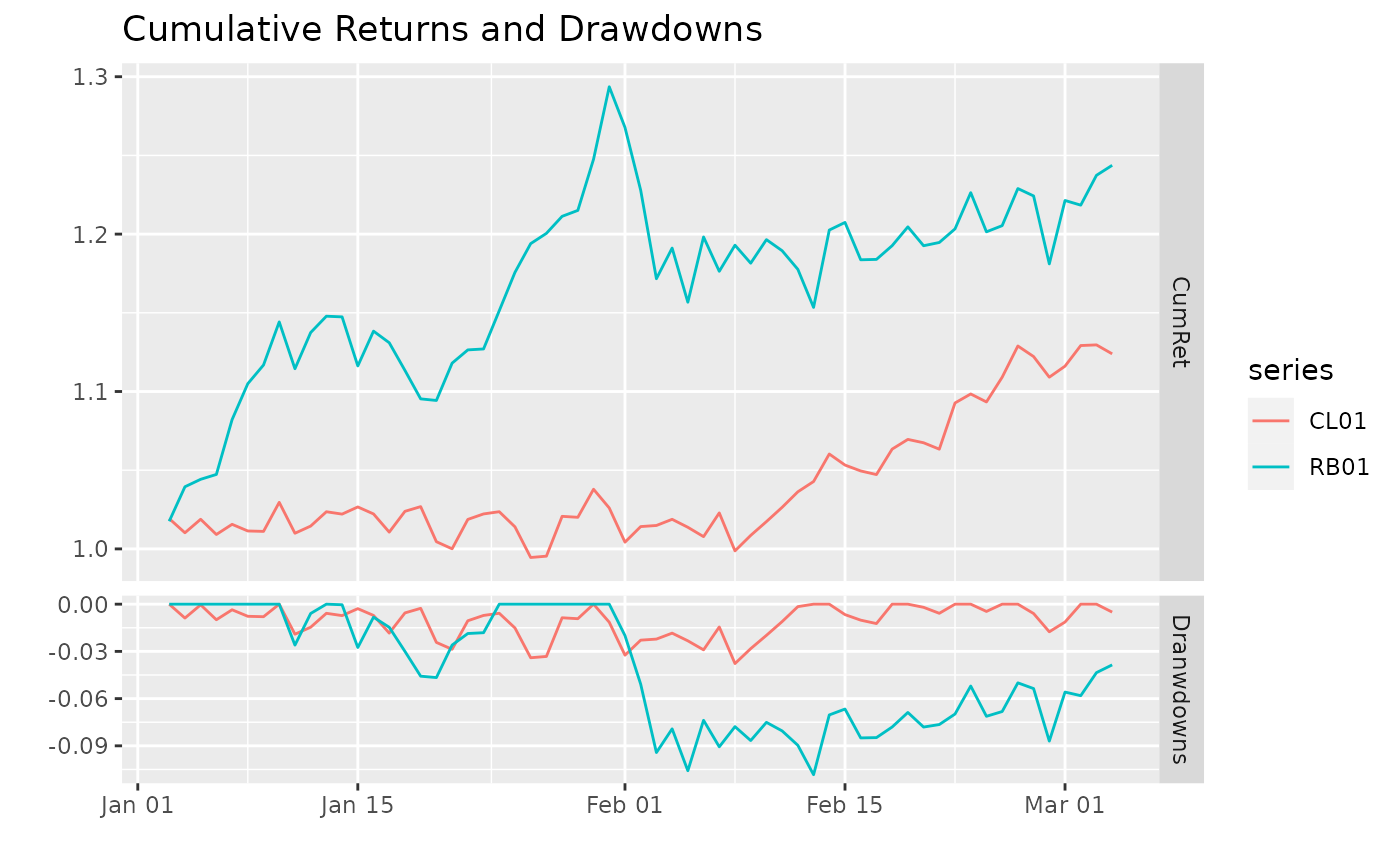 Cumulative Returns and Drawdowns
1.3
1.2
1.1
1.0
CumRet
0.00
-0.03
-0.06
-0.09
Dranwdowns
Jan 01
Jan 15
Feb 01
Feb 15
Mar 01
series
CL01
RB01